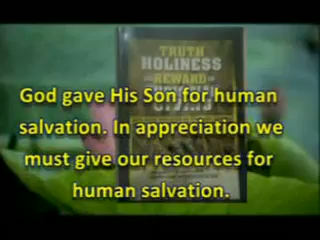 TRUTH
HOLINESS
REWARD
God gave His Son for human
salvation. In appreciation we
must give our resources for
human salvation.